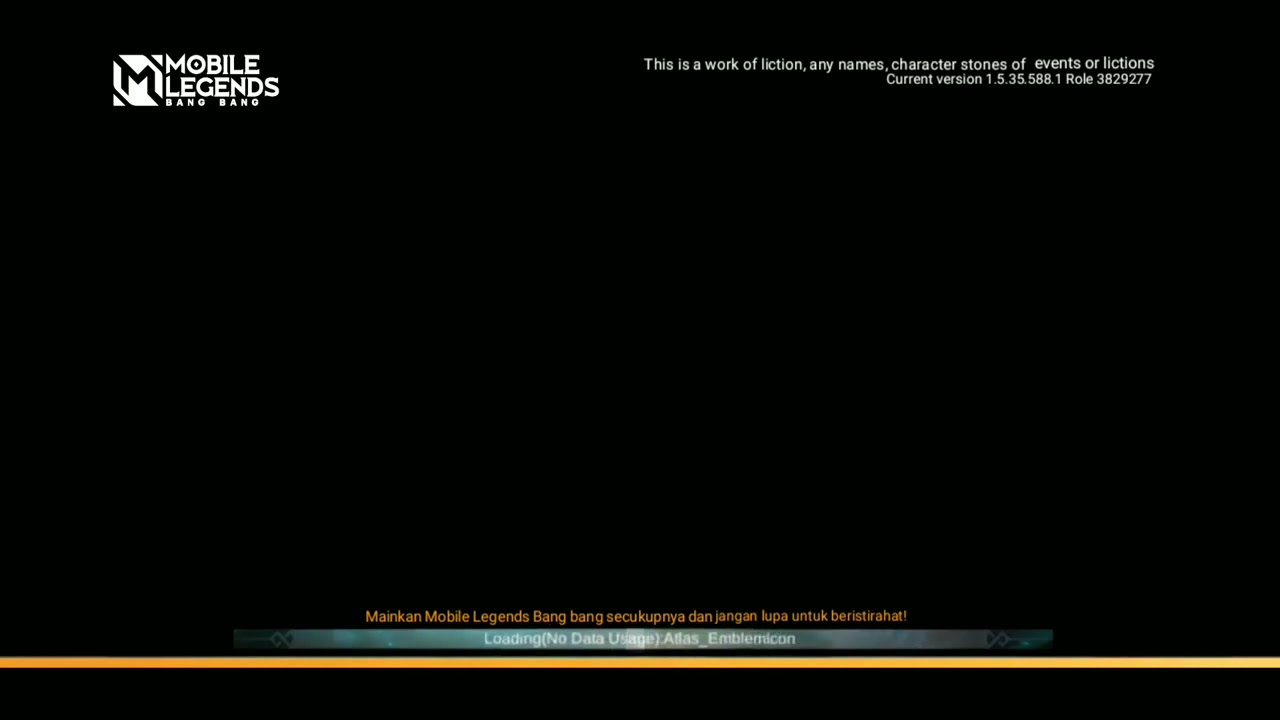 MOBILE
LEGENDS
BANG BANG
This is a work of liction, any names, character stones of events or lictions
Current version 1.5.35.588.1 Role 3829277
Mainkan Mobile Legends Bang bang secukupnya dan jangan lupa untuk beristirahat!
Loading(No Data Usage):Atlas_EmblemIcon